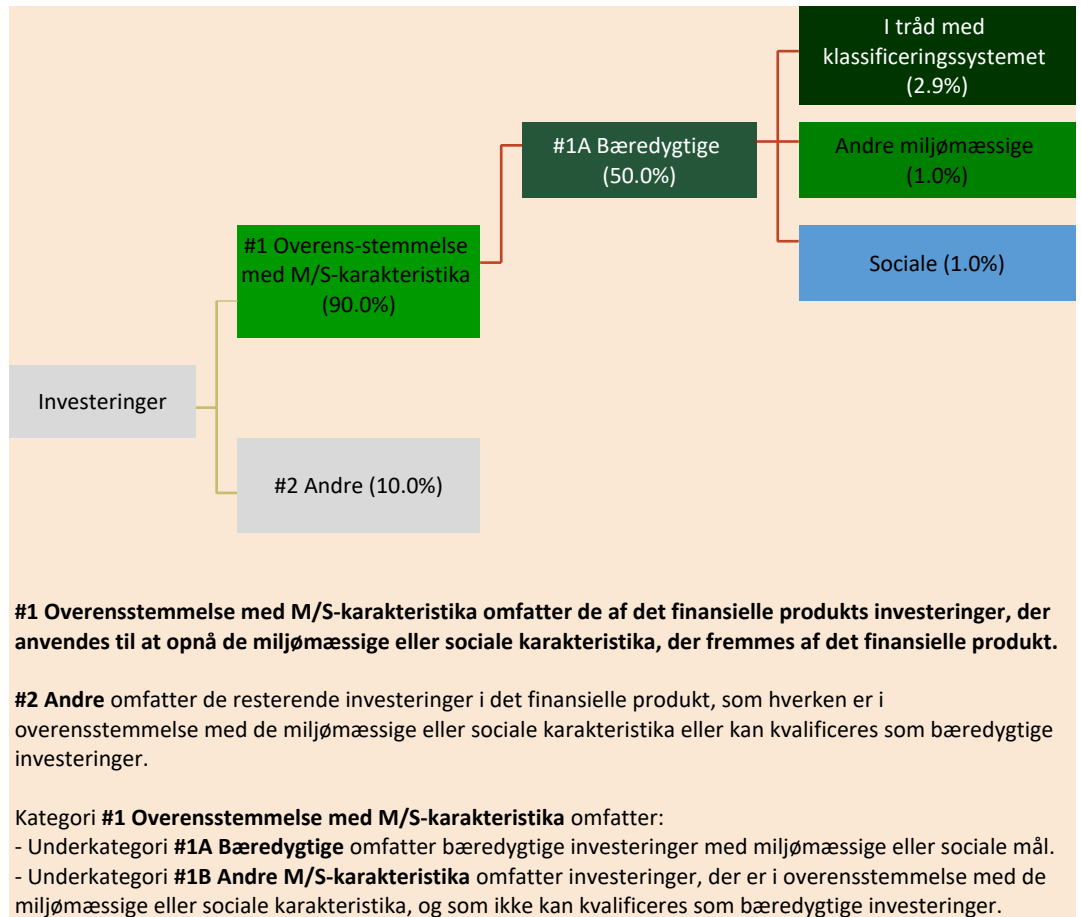 I tråd med
klassificeringssystemet
(2.9%)
#1A Bæredygtige
(50.0%)
Andre miljømæssige
(1.0%)
#1 Overens-stemmelse
med M/S-karakteristika
(90.0%)
Sociale (1.0%)
Investeringer
#2 Andre (10.0%)
#1 Overensstemmelse med M/S-karakteristika omfatter de af det finansielle produkts investeringer, der
anvendes til at opnå de miljømæssige eller sociale karakteristika, der fremmes af det finansielle produkt.
#2 Andre omfatter de resterende investeringer i det finansielle produkt, som hverken er i
overensstemmelse med de miljømæssige eller sociale karakteristika eller kan kvalificeres som bæredygtige
investeringer.
Kategori #1 Overensstemmelse med M/S-karakteristika omfatter:
- Underkategori #1A Bæredygtige omfatter bæredygtige investeringer med miljømæssige eller sociale mål.
- Underkategori #1B Andre M/S-karakteristika omfatter investeringer, der er i overensstemmelse med de
miljømæssige eller sociale karakteristika, og som ikke kan kvalificeres som bæredygtige investeringer.